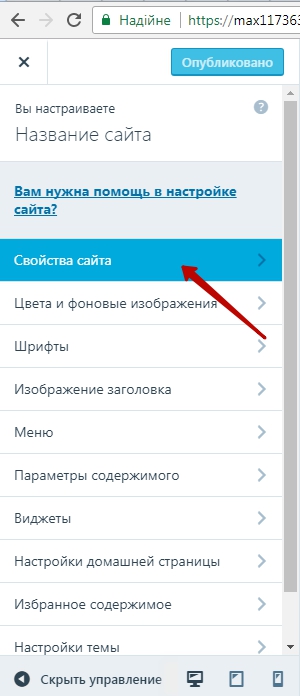 Надійне
https://max117363
Опубликовано
Вы настраиваете
Название сайта
Вам нужна помощь в настройке
сайта?
Свойства сайта
Цвета и фоновые изображения
Шрифты
Изображение заголовка
Меню
Параметры содержимого
Виджеты
Настройки домашней страницы
Избранное содержимое
Настройки темы
Скрыть управление